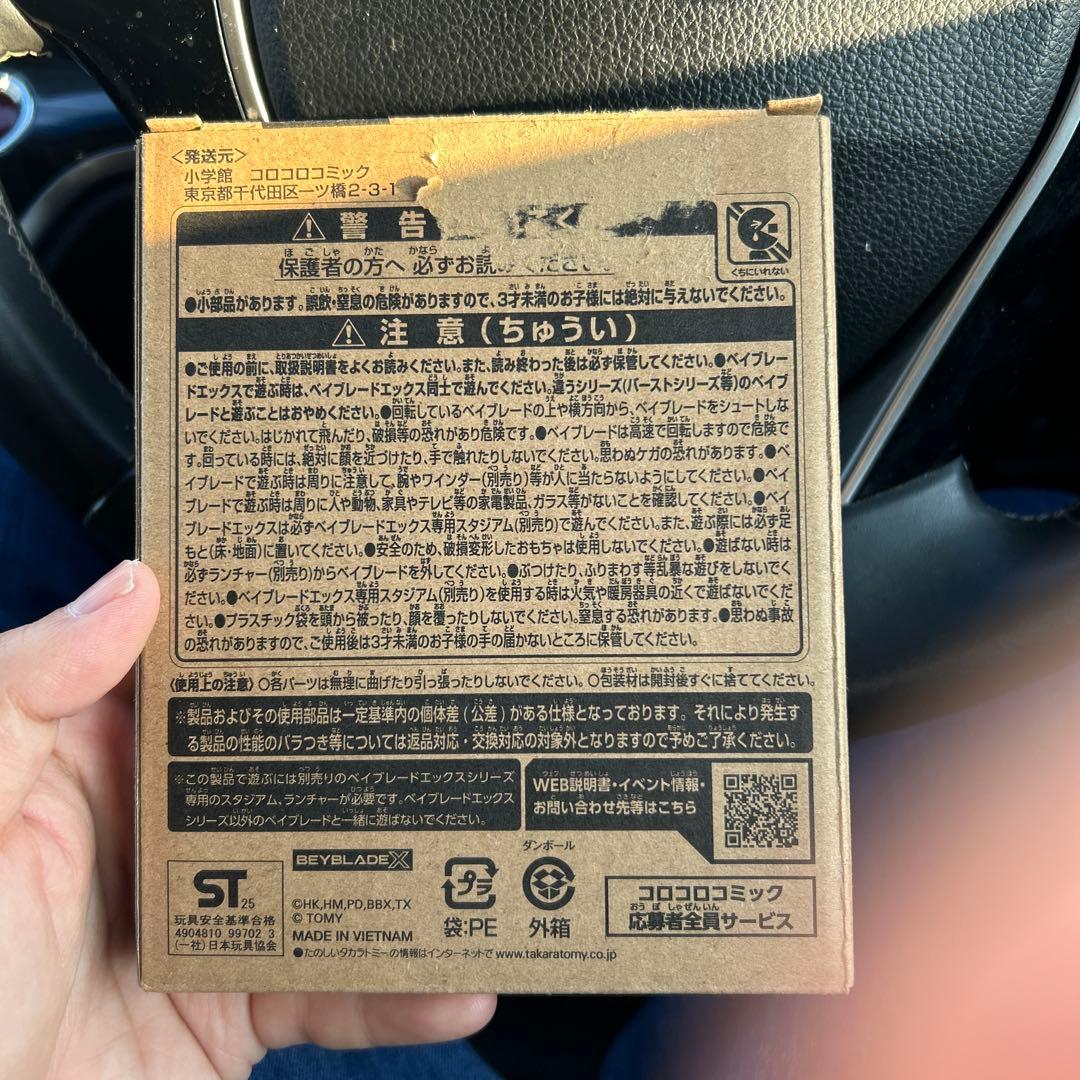 <発送元>
小学館 コロコロコミック
東京都千代田区一ツ橋2-3-1
警告
保護者の方へ 必ずお読みください。
くちにいれない
●小部品があります。誤飲・窒息の危険がありますので、3才未満のお子様には絶対に与えないでください。
注意(ちゅうい)
●ご使用の前に、取扱説明書をよくお読みください。また、読み終わった後は必ず保管してください。●ベイブレー
ドエックスで遊ぶ時は、ベイブレードエックス同士で遊んでください。違うシリーズ(バーストシリーズ等)のベイブ
レードと遊ぶことはおやめください。●回転しているベイブレードの上や横方向から、ベイブレードをシュートしな
いでください。はじかれて飛んだり、破損等の恐れがあり危険です。●ベイブレードは高速で回転しますので危険で
す。回っている時には、絶対に顔を近づけたり、手で触れたりしないでください。思わぬケガの恐れがあります。●ベ
イブレードで遊ぶ時は周りに注意して、腕やワインダー(別売り)等が人に当たらないようにしてください。●ベイ
ブレードで遊ぶ時は周りに人や動物、家具やテレビ等の家電製品、ガラス等がないことを確認してください。●ベイ
ブレードエックスは必ずベイブレードエックス専用スタジアム(別売り)で遊んでください。また、遊ぶ際には必ず足
もと(床・地面)に置いてください。●安全のため、破損変形したおもちゃは使用しないでください。●遊ばない時は
必ずランチャー(別売り)からベイブレードを外してください。●ぶつけたり、ふりまわす等乱暴な遊びをしないでく
ださい。●ベイブレードエックス専用スタジアム(別売り)を使用する時は火気や暖房器具の近くで遊ばないでくだ
さい。●プラスチック袋を頭から被ったり、顔を覆ったりしないでください。窒息する恐れがあります。●思わぬ事故
の恐れがありますので、ご使用後は3才未満のお子様の手の届かないところに保管してください。
〈使用上の注意〉○各パーツは無理に曲げたり引っ張ったりしないでください。○包装材は開封後すぐに捨ててください。
※製品およびその使用部品は一定基準内の個体差(公差)がある仕様となっております。それにより発生す
る製品の性能のバラつき等については返品対応・交換対応の対象外となりますので予めご了承ください。
※この製品で遊ぶには別売りのベイブレードエックスシリーズ
専用のスタジアム、ランチャーが必要です。ベイブレードエックス
シリーズ以外のベイブレードと一緒に遊ばないでください。
WEB説明書・イベント情報・
お問い合わせ先等はこちら
ST 25
玩具安全基準合格
4904810 99702 3
(一社)日本玩具協会
BEYBLADE X
©HK,HM,PD,BBX,TX
© TOMY
MADE IN VIETNAM
プラ
袋:PE
ダンボール
外箱
コロコロコミック
応募者全員サービス
●たのしいタカラトミーの情報はインターネットで www.takaratomy.co.jp